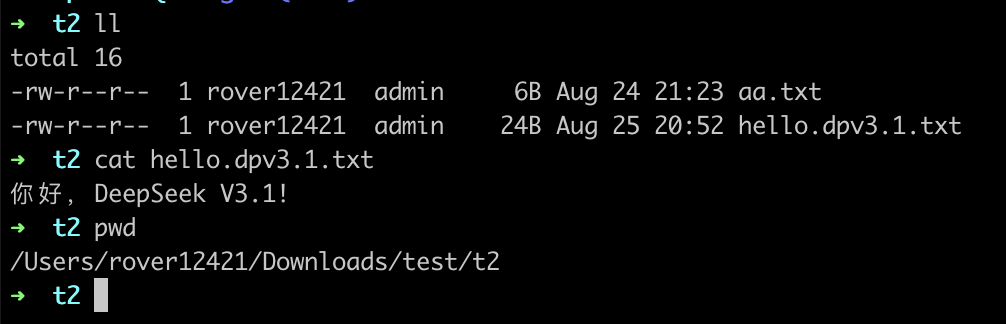 ➜ t2 ll
total 16
-rw-r--r-- 1 rover12421 admin 6B Aug 24 21:23 aa.txt
-rw-r--r-- 1 rover12421 admin 24B Aug 25 20:52 hello.dpv3.1.txt
➜ t2 cat hello.dpv3.1.txt
你好，DeepSeek V3.1!
➜ t2 pwd
/Users/rover12421/Downloads/test/t2
➜ t2